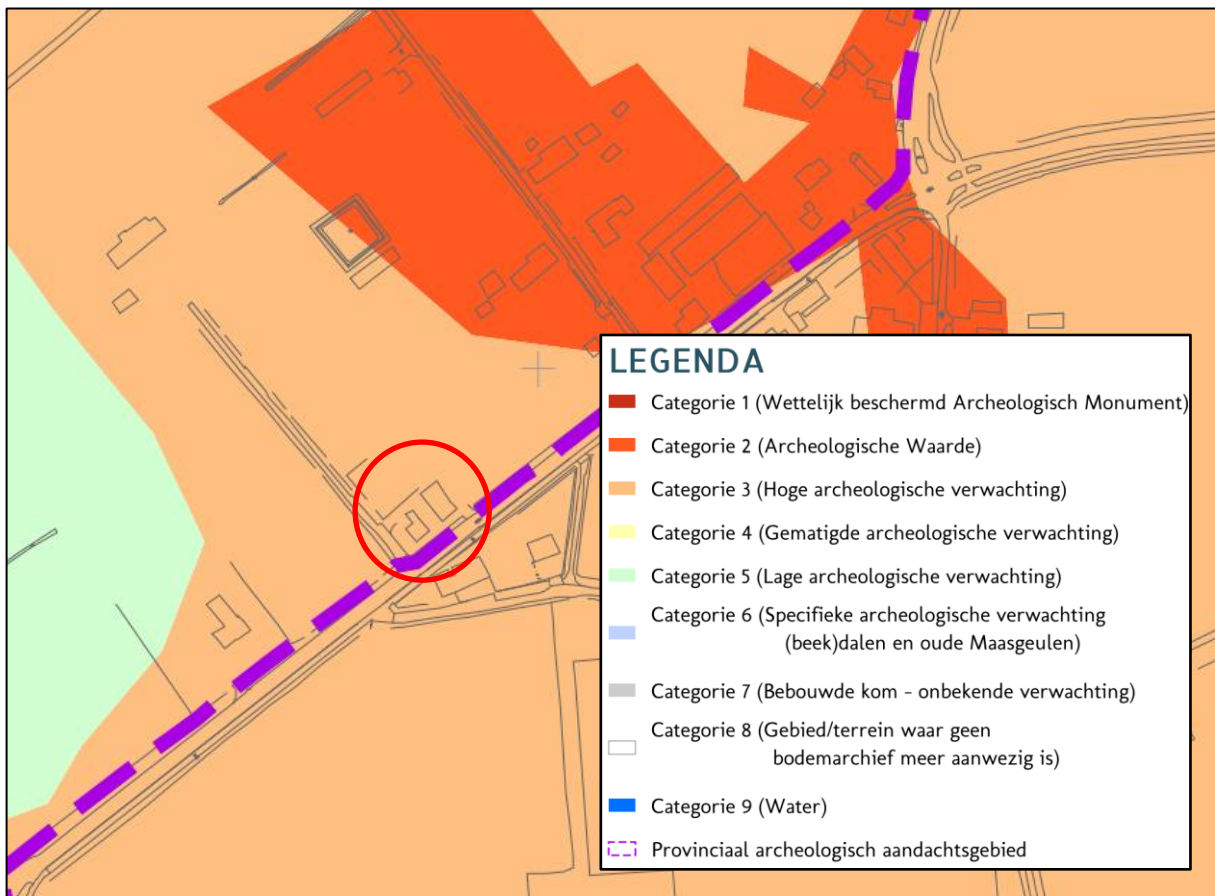 LEGENDA
Categorie 1 (Wettelijk beschermd Archeologisch Monument)
Categorie 2 (Archeologische Waarde)
Categorie 3 (Hoge archeologische verwachting)
Categorie 4 (Gematigde archeologische verwachting)
Categorie 5 (Lage archeologische verwachting)
Categorie 6 (Specifieke archeologische verwachting
(beek)dalen en oude Maasgeulen)
Categorie 7 (Bebouwde kom - onbekende verwachting)
Categorie 8 (Gebied/terrein waar geen
bodemarchief meer aanwezig is)
Categorie 9 (Water)
Provinciaal archeologisch aandachtsgebied